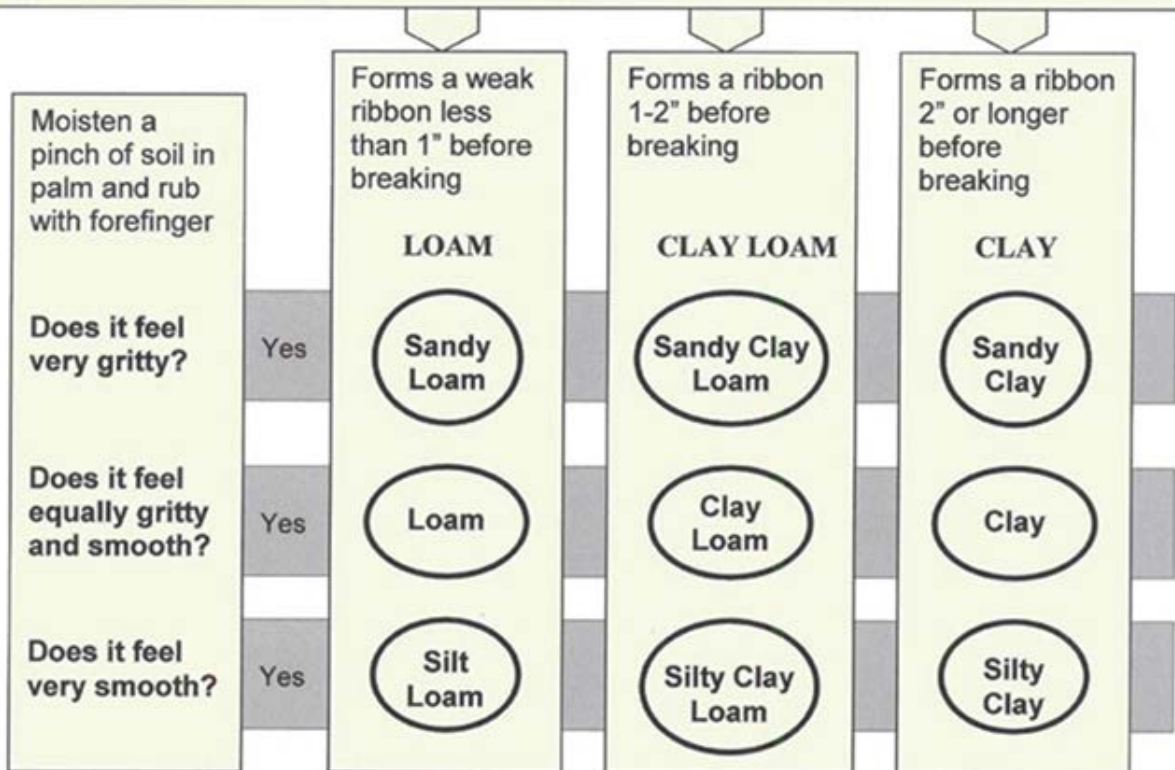 Moisten a
pinch of soil in
palm and rub
with forefinger
Does it feel
very gritty?
Does it feel
equally gritty
and smooth?
Does it feel
very smooth?
Yes
Yes
Yes
Forms a weak
ribbon less
than 1” before
breaking
LOAM
Sandy
Loam
Loam
Silt
Loam
Forms a ribbon
1-2” before
breaking
CLAY LOAM
Sandy Clay
Loam
Clay
Loam
Silty Clay
Loam
Forms a ribbon
2” or longer
before
breaking
CLAY
Sandy
Clay
Clay
Silty
Clay